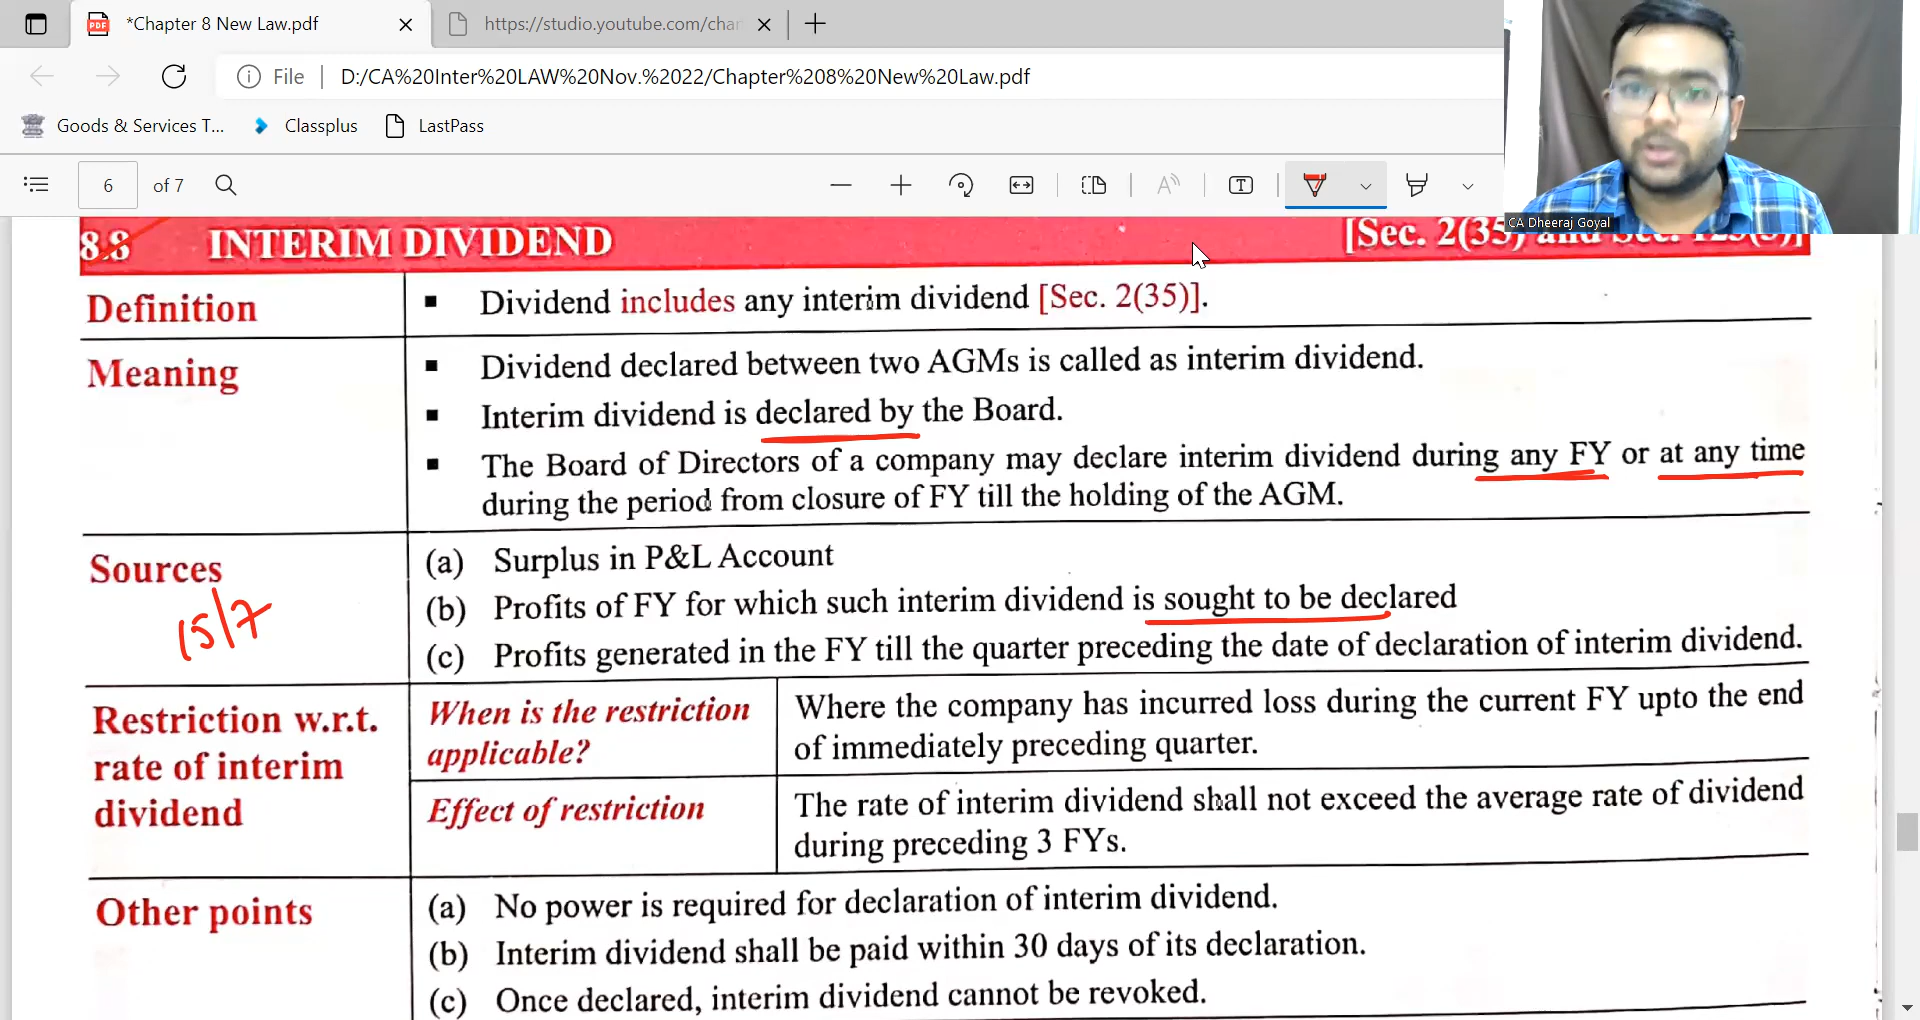 *Chapter 8 New Law.pdf
https://studio.youtube.com/char
File
D:/CA%20Inter%20LAW%20Nov.%2022/Chapter%208%20New%20Law.pdf
Goods & Services T...
Classplus
LastPass
6 of 7
CA Dheeraj Goyal
8.8 INTERIM DIVIDEND [Sec. 2(35) and Sec. 123(3)]
Definition
▪ Dividend includes any interim dividend [Sec. 2(35)].
Meaning
▪ Dividend declared between two AGMs is called as interim dividend.
▪ Interim dividend is declared by the Board.
▪ The Board of Directors of a company may declare interim dividend during any FY or at any time
during the period from closure of FY till the holding of the AGM.
Sources
15/7
(a) Surplus in P&L Account
(b) Profits of FY for which such interim dividend is sought to be declared
(c) Profits generated in the FY till the quarter preceding the date of declaration of interim dividend.
Restriction w.r.t.
rate of interim
dividend
When is the restriction
applicable?
Where the company has incurred loss during the current FY upto the end
of immediately preceding quarter.
Effect of restriction
The rate of interim dividend shall not exceed the average rate of dividend
during preceding 3 FYs.
Other points
(a) No power is required for declaration of interim dividend.
(b) Interim dividend shall be paid within 30 days of its declaration.
(c) Once declared, interim dividend cannot be revoked.